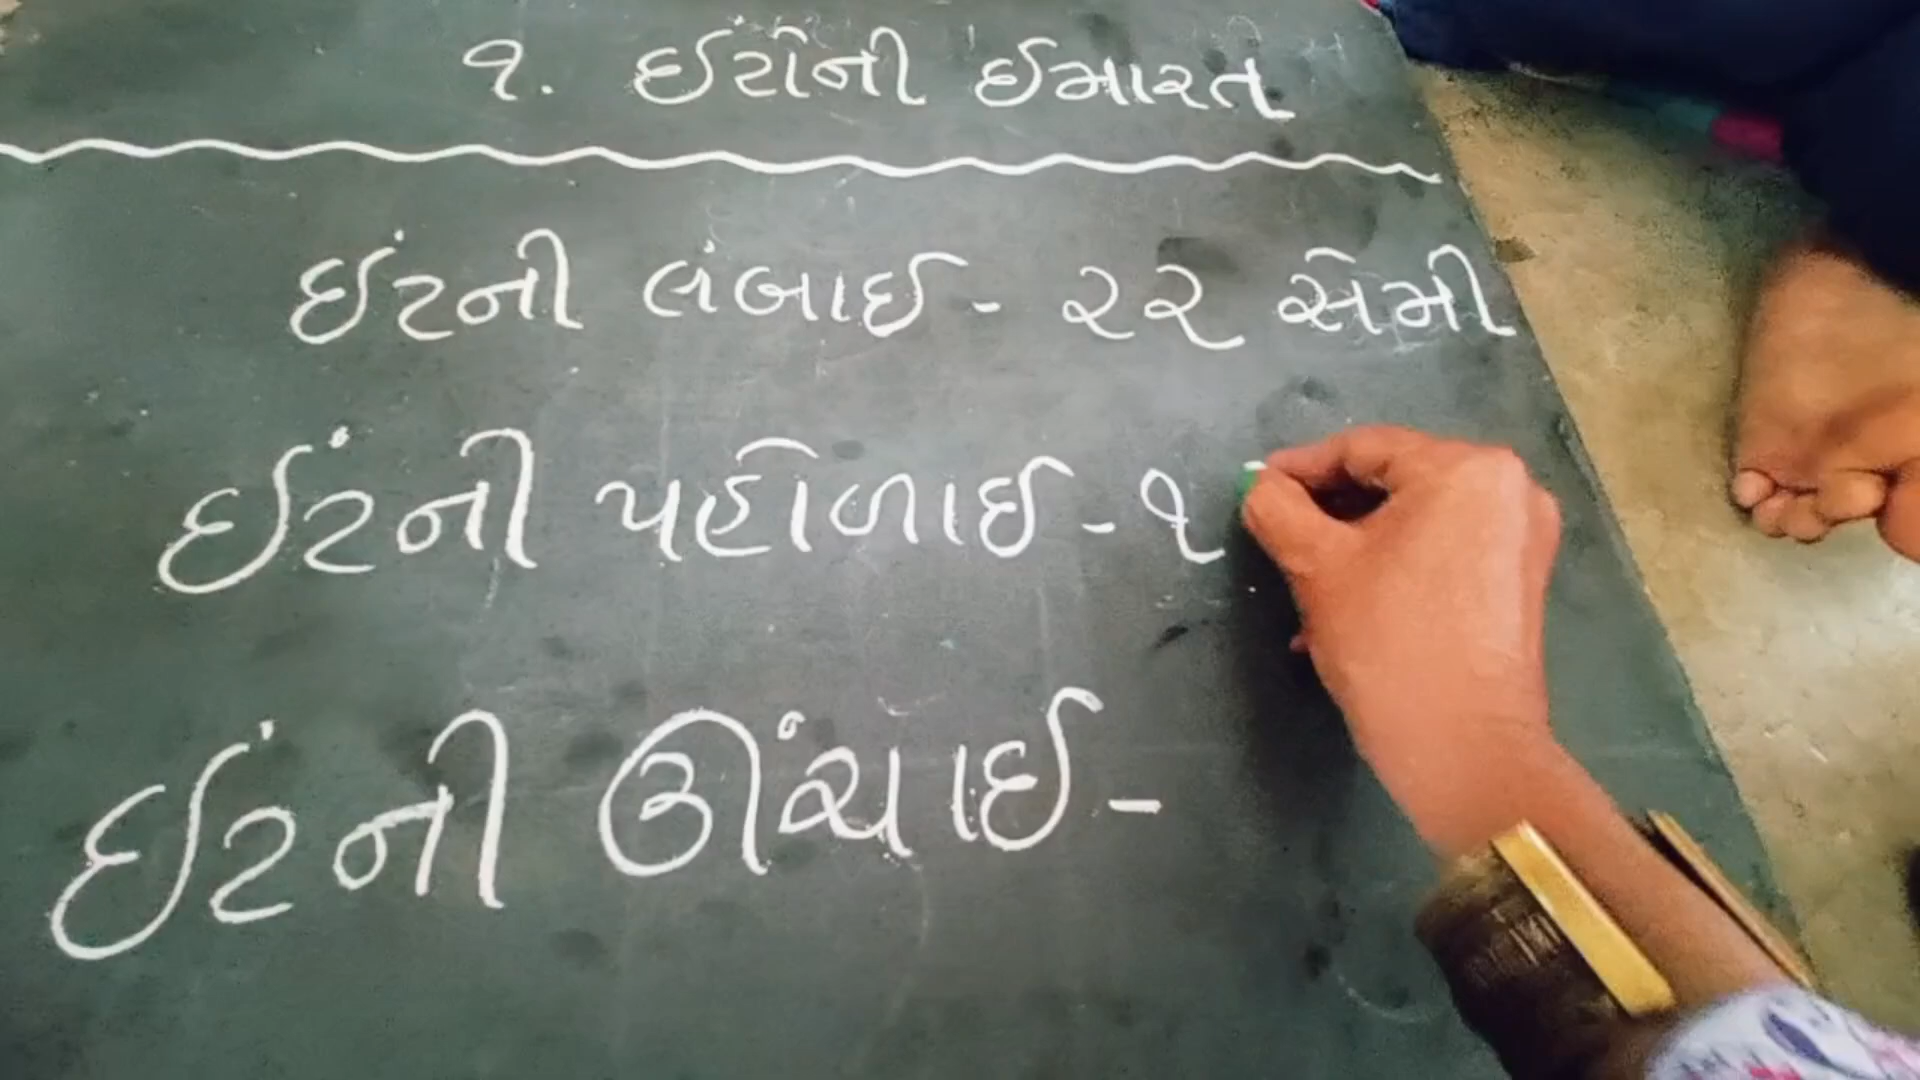 ૧. ઈંટોની ઈમારત
ઈંટની લંબાઈ - ૨૨ સેમી
ઈંટની પહોળાઈ - ૧
ઈંટની ઊંચાઈ -